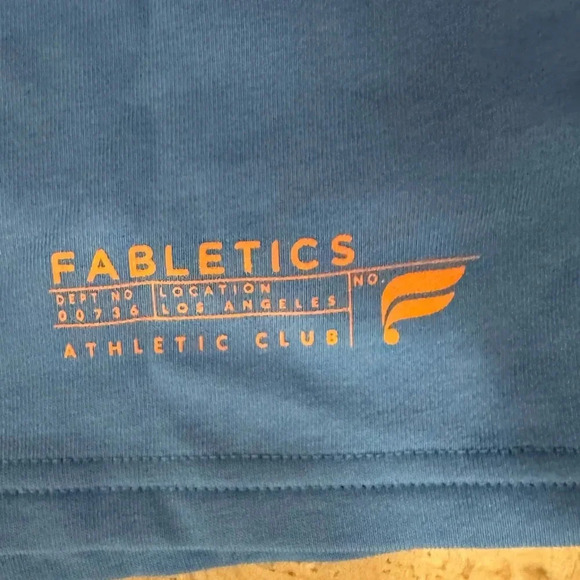 FABLETICS
DEPT NO LOCATION NO.
00736 LOS ANGELES
ATHLETIC CLUB